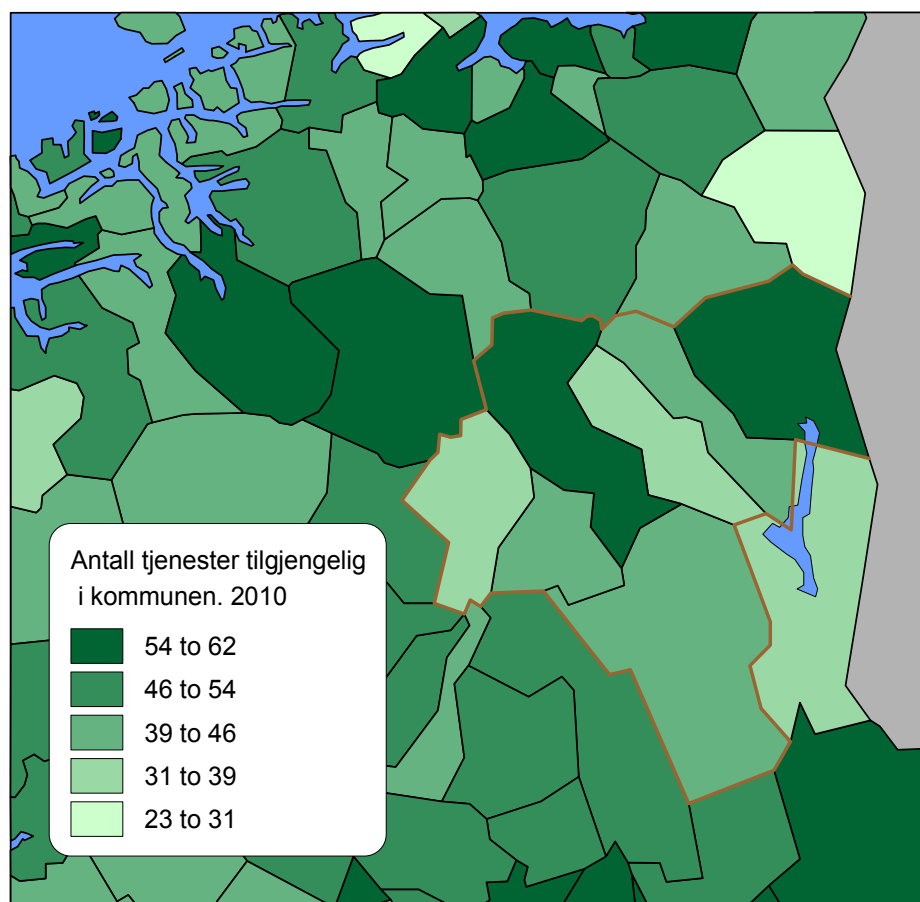 Antall tjenester tilgjengelig
i kommunen. 2010
54 to 62
46 to 54
39 to 46
31 to 39
23 to 31